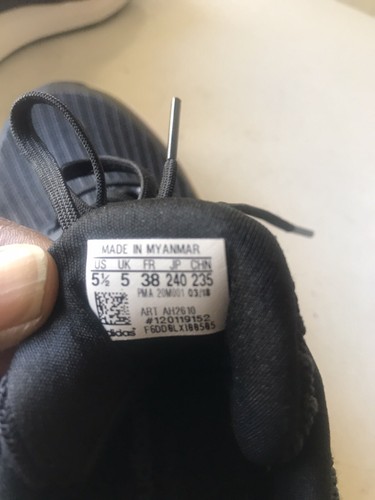 MADE IN MYANMAR
US UK FR JP CHN
5½ 5 38 240 235
PMA 20M001 03/18
ART AH2610
#120119152
adidas F6DD8LX188585